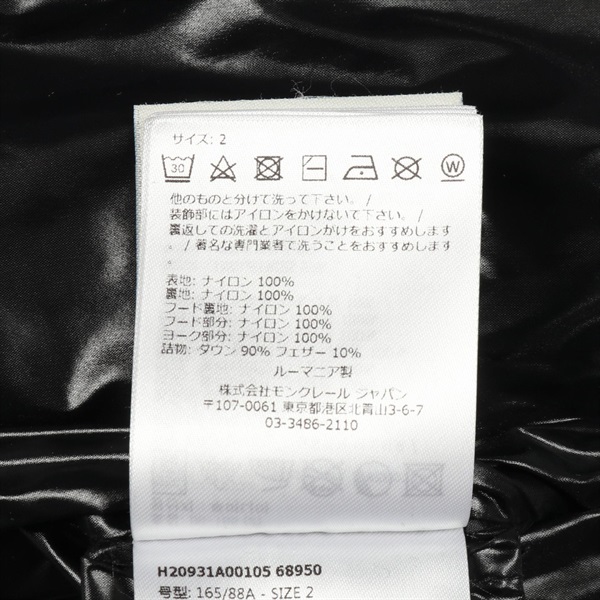 サイズ: 2
30
W
他のものと分けて洗って下さい。/
装飾部にはアイロンをかけないで下さい。/
裏返しての洗濯とアイロンがけをおすすめします
。/ 著名な専門業者で洗うことをおすすめします
。
表地: ナイロン 100%
裏地: ナイロン 100%
フード裏地: ナイロン 100%
フード部分: ナイロン 100%
ヨーク部分: ナイロン 100%
詰物: ダウン 90% フェザー 10%
ルーマニア製
株式会社モンクレール ジャパン
〒107-0061 東京都港区北青山3-6-7
03-3486-2110
H20931A00105 68950
号型: 165/88A - SIZE 2